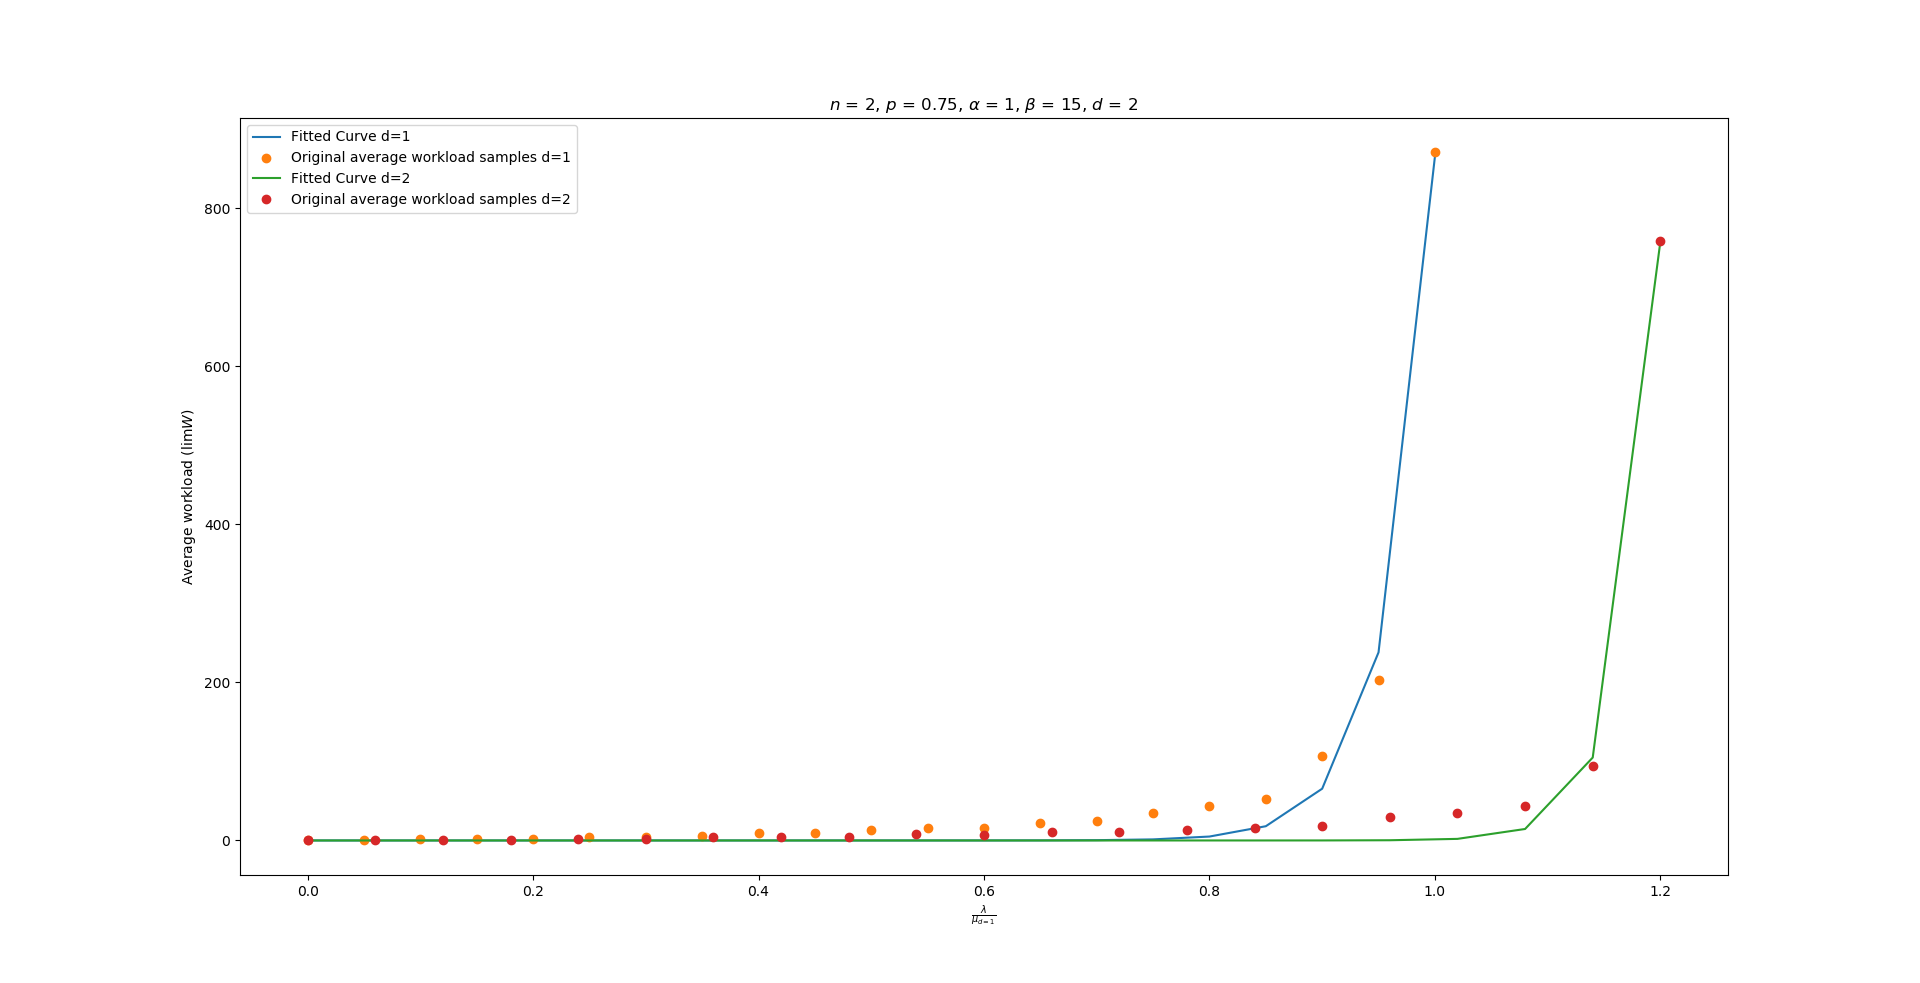 n = 2, p = 0.75, α = 1, β = 15, d = 2
Fitted Curve d=1
Original average workload samples d=1
Fitted Curve d=2
Original average workload samples d=2
800
600
400
200
0
Average workload (limW)
0.0 0.2 0.4 0.6 0.8 1.0 1.2
λ
μ_{d=1}